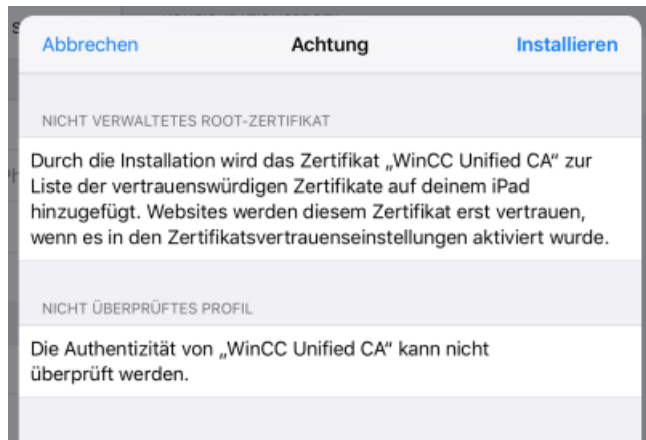 Abbrechen Achtung Installieren
NICHT VERWALTETES ROOT-ZERTIFIKAT
Durch die Installation wird das Zertifikat „WinCC Unified CA“ zur
Liste der vertrauenswürdigen Zertifikate auf deinem iPad
hinzugefügt. Websites werden diesem Zertifikat erst vertrauen,
wenn es in den Zertifikatsvertrauenseinstellungen aktiviert wurde.
NICHT ÜBERPRÜFTES PROFIL
Die Authentizität von „WinCC Unified CA“ kann nicht
überprüft werden.